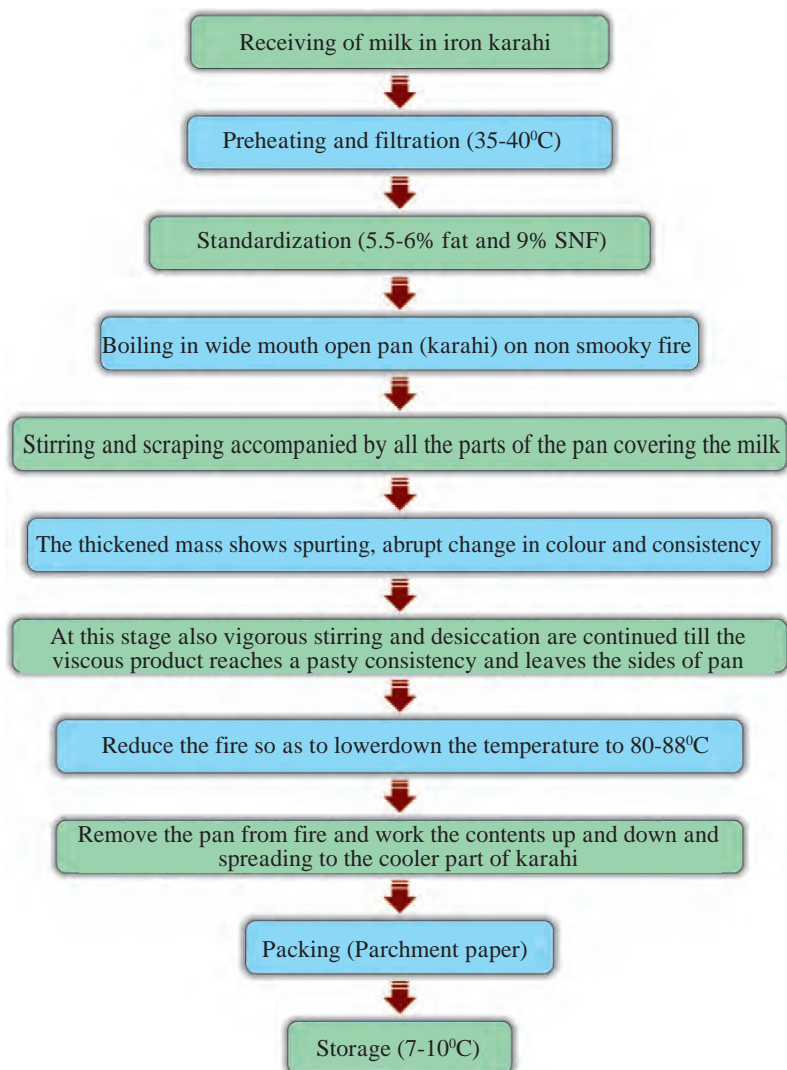 Receiving of milk in iron karahi
Preheating and filtration (35-40⁰C)
Standardization (5.5-6% fat and 9% SNF)
Boiling in wide mouth open pan (karahi) on non smooky fire
Stirring and scraping accompanied by all the parts of the pan covering the milk
The thickened mass shows spurting, abrupt change in colour and consistency
At this stage also vigorous stirring and desiccation are continued till the
viscous product reaches a pasty consistency and leaves the sides of pan
Reduce the fire so as to lowerdown the temperature to 80-88⁰C
Remove the pan from fire and work the contents up and down and
spreading to the cooler part of karahi
Packing (Parchment paper)
Storage (7-10⁰C)